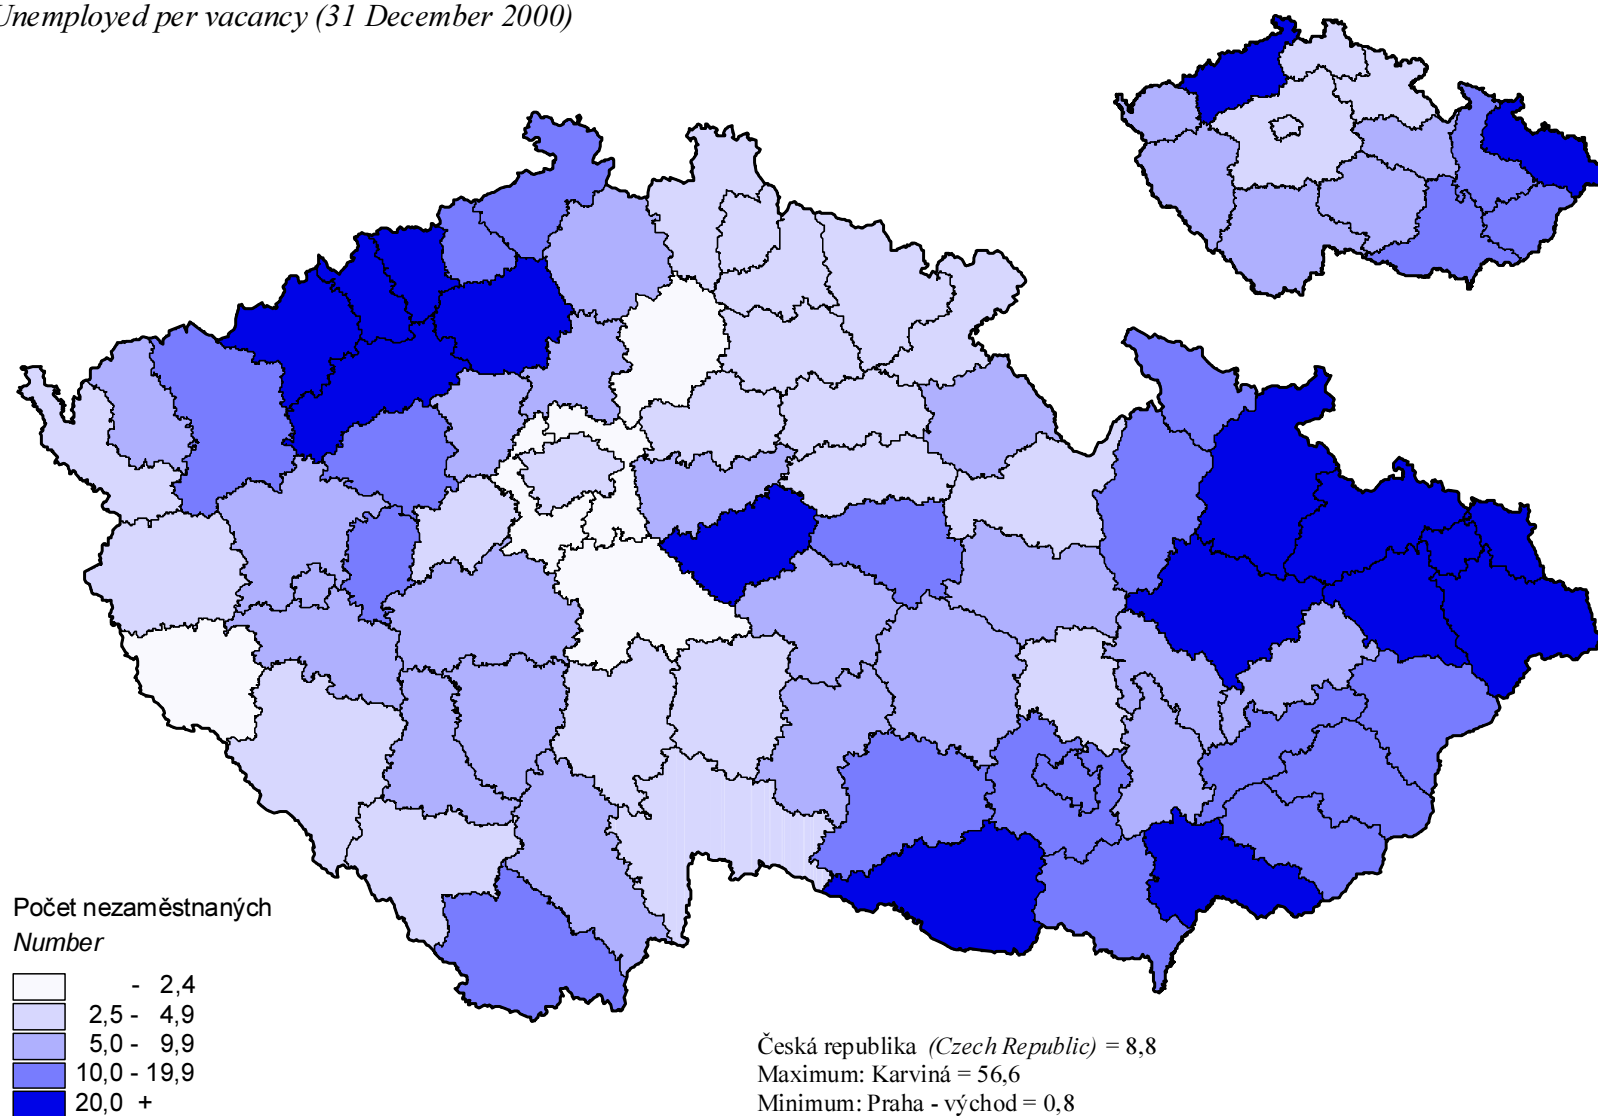 Unemployed per vacancy (31 December 2000)
Počet nezaměstnaných
Number
- 2,4
2,5 - 4,9
5,0 - 9,9
10,0 - 19,9
20,0 +
Česká republika (Czech Republic) = 8,8
Maximum: Karviná = 56,6
Minimum: Praha - východ = 0,8